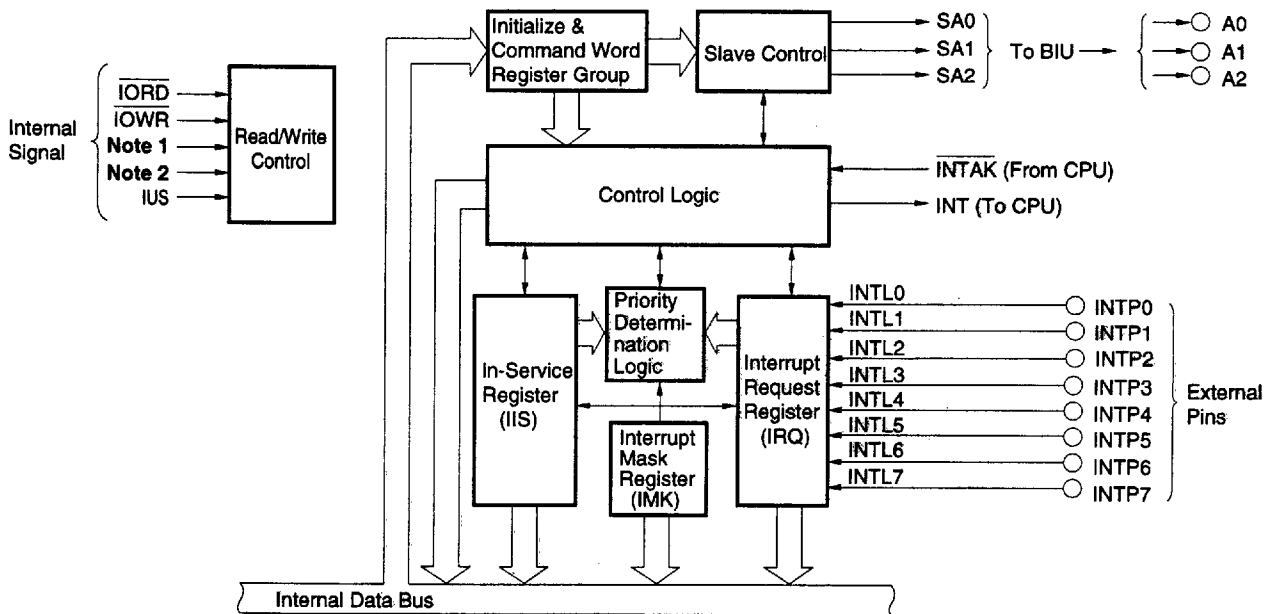 Initialize &
Command Word
Register Group
Slave Control
SA0
SA1
SA2
To BIU
A0
A1
A2
Internal
Signal
IORD
IOWR
Note 1
Note 2
IUS
Read/Write
Control
Control Logic
INTAK (From CPU)
INT (To CPU)
In-Service
Register
(IIS)
Priority
Determi-
nation
Logic
Interrupt
Mask
Register
(IMK)
Interrupt
Request
Register
(IRQ)
INTL0
INTL1
INTL2
INTL3
INTL4
INTL5
INTL6
INTL7
INTP0
INTP1
INTP2
INTP3
INTP4
INTP5
INTP6
INTP7
External
Pins
Internal Data Bus